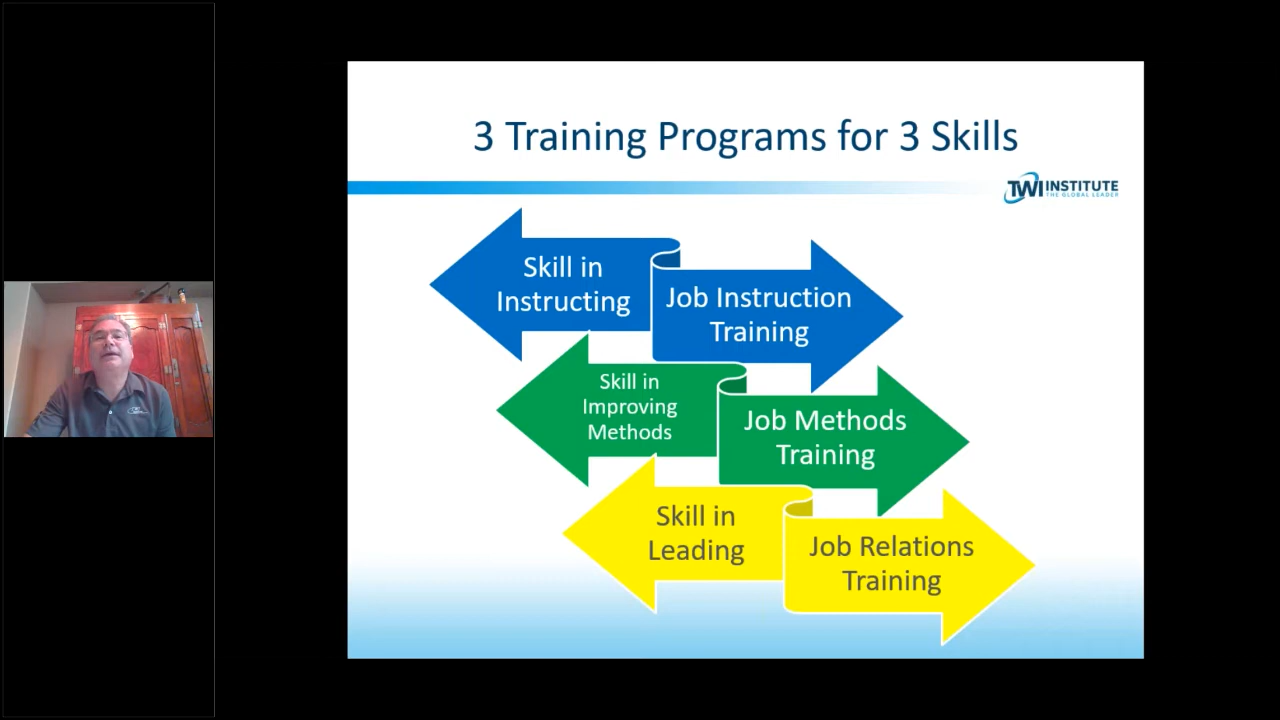 3 Training Programs for 3 Skills
TWI INSTITUTE
THE GLOBAL LEADER
Skill in
Instructing
Job Instruction
Training
Skill in
Improving
Methods
Job Methods
Training
Skill in
Leading
Job Relations
Training